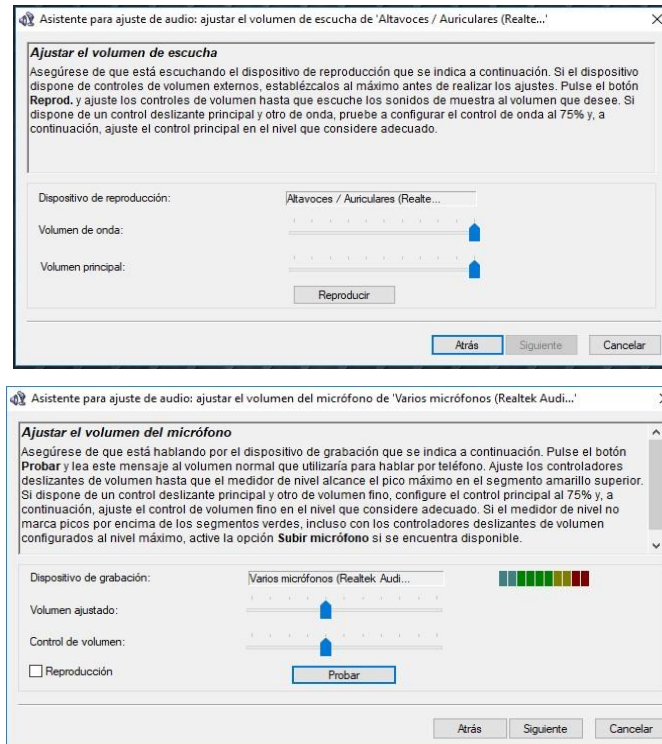 Asistente para ajuste de audio: ajustar el volumen de escucha de 'Altavoces / Auriculares (Realte...'
Ajustar el volumen de escucha
Asegúrese de que está escuchando el dispositivo de reproducción que se indica a continuación. Si el dispositivo
dispone de controles de volumen externos, establézcalos al máximo antes de realizar los ajustes. Pulse el botón
Reprod. y ajuste los controles de volumen hasta que escuche los sonidos de muestra al volumen que desee. Si
dispone de un control deslizante principal y otro de onda, pruebe a configurar el control de onda al 75% y, a
continuación, ajuste el control principal en el nivel que considere adecuado.
Dispositivo de reproducción: Altavoces / Auriculares (Realte...
Volumen de onda:
Volumen principal:
Reproducir
Atrás Siguiente Cancelar
Asistente para ajuste de audio: ajustar el volumen del micrófono de 'Varios micrófonos (Realtek Audi...'
Ajustar el volumen del micrófono
Asegúrese de que está hablando por el dispositivo de grabación que se indica a continuación. Pulse el botón
Probar y lea este mensaje al volumen normal que utilizaría para hablar por teléfono. Ajuste los controladores
deslizantes de volumen hasta que el medidor de nivel alcance el pico máximo en el segmento amarillo superior.
Si dispone de un control deslizante principal y otro de volumen fino, configure el control principal al 75% y, a
continuación, ajuste el control de volumen fino en el nivel que considere adecuado. Si el medidor de nivel no
marca picos por encima de los segmentos verdes, incluso con los controladores deslizantes de volumen
configurados al nivel máximo, active la opción Subir micrófono si se encuentra disponible.
Dispositivo de grabación: Varios micrófonos (Realtek Audi...
Volumen ajustado:
Control de volumen:
Reproducción
Probar
Atrás Siguiente Cancelar